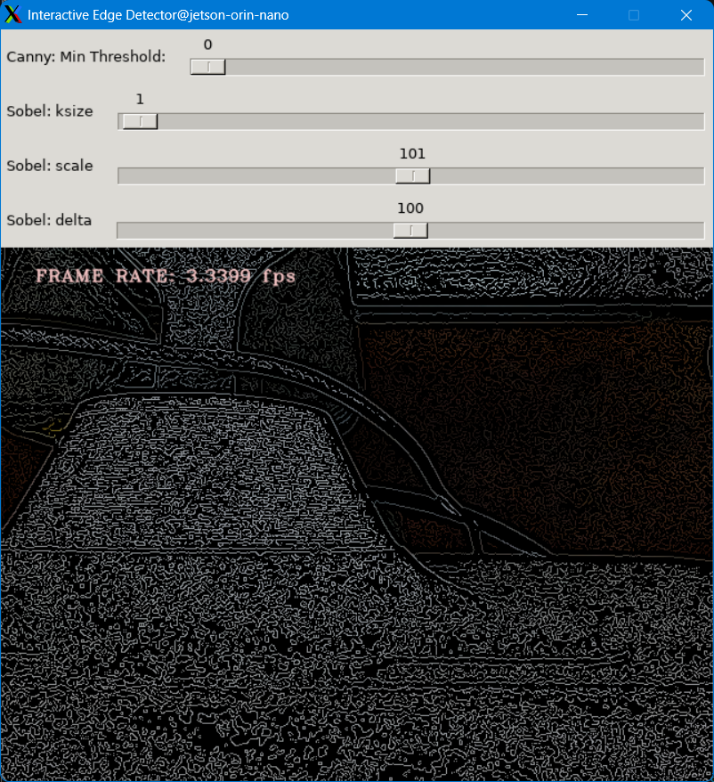 Interactive Edge Detector@jetson-orin-nano
0
Canny: Min Threshold:
1
Sobel: ksize
101
Sobel: scale
100
Sobel: delta
FRAME RATE: 3.3399 fps